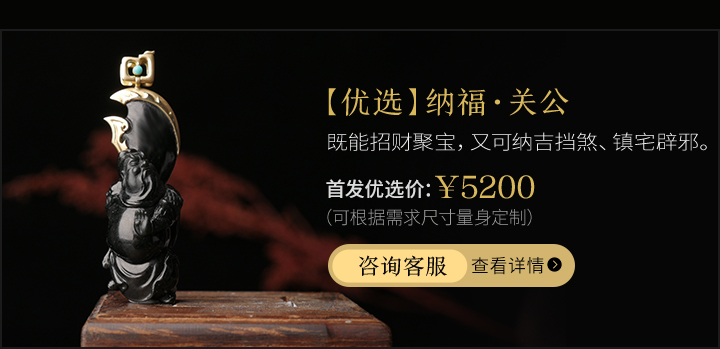 【优选】纳福·关公
既能招财聚宝，又可纳吉挡煞、镇宅辟邪。
首发优选价：¥5200
（可根据需求尺寸量身定制）
咨询客服 查看详情